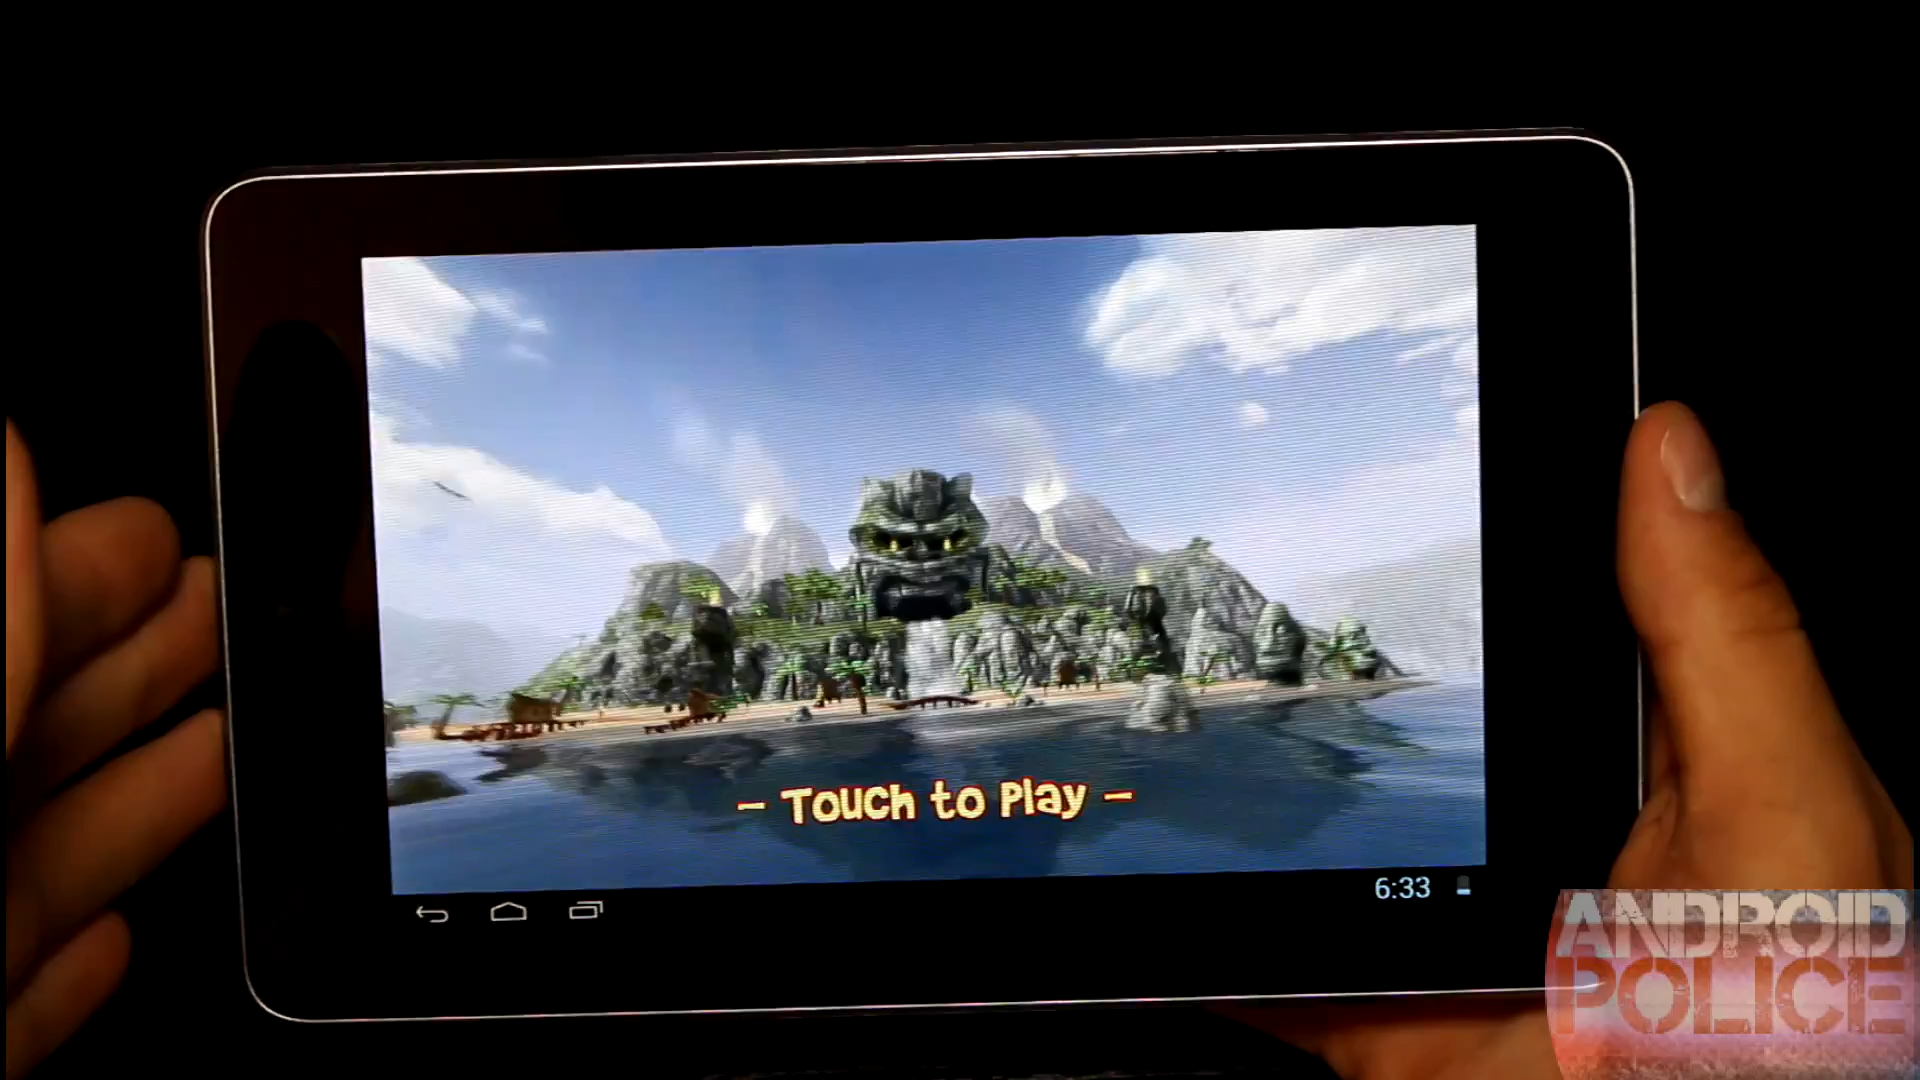 – Touch to Play –
6:33
ANDROID
POLICE